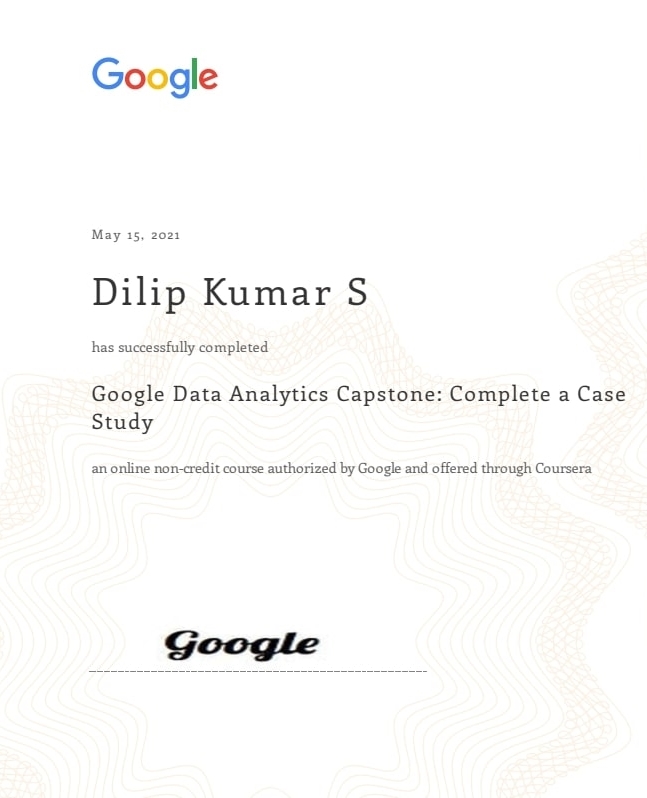 Google
May 15, 2021
Dilip Kumar S
has successfully completed
Google Data Analytics Capstone: Complete a Case
Study
an online non-credit course authorized by Google and offered through Coursera
Google